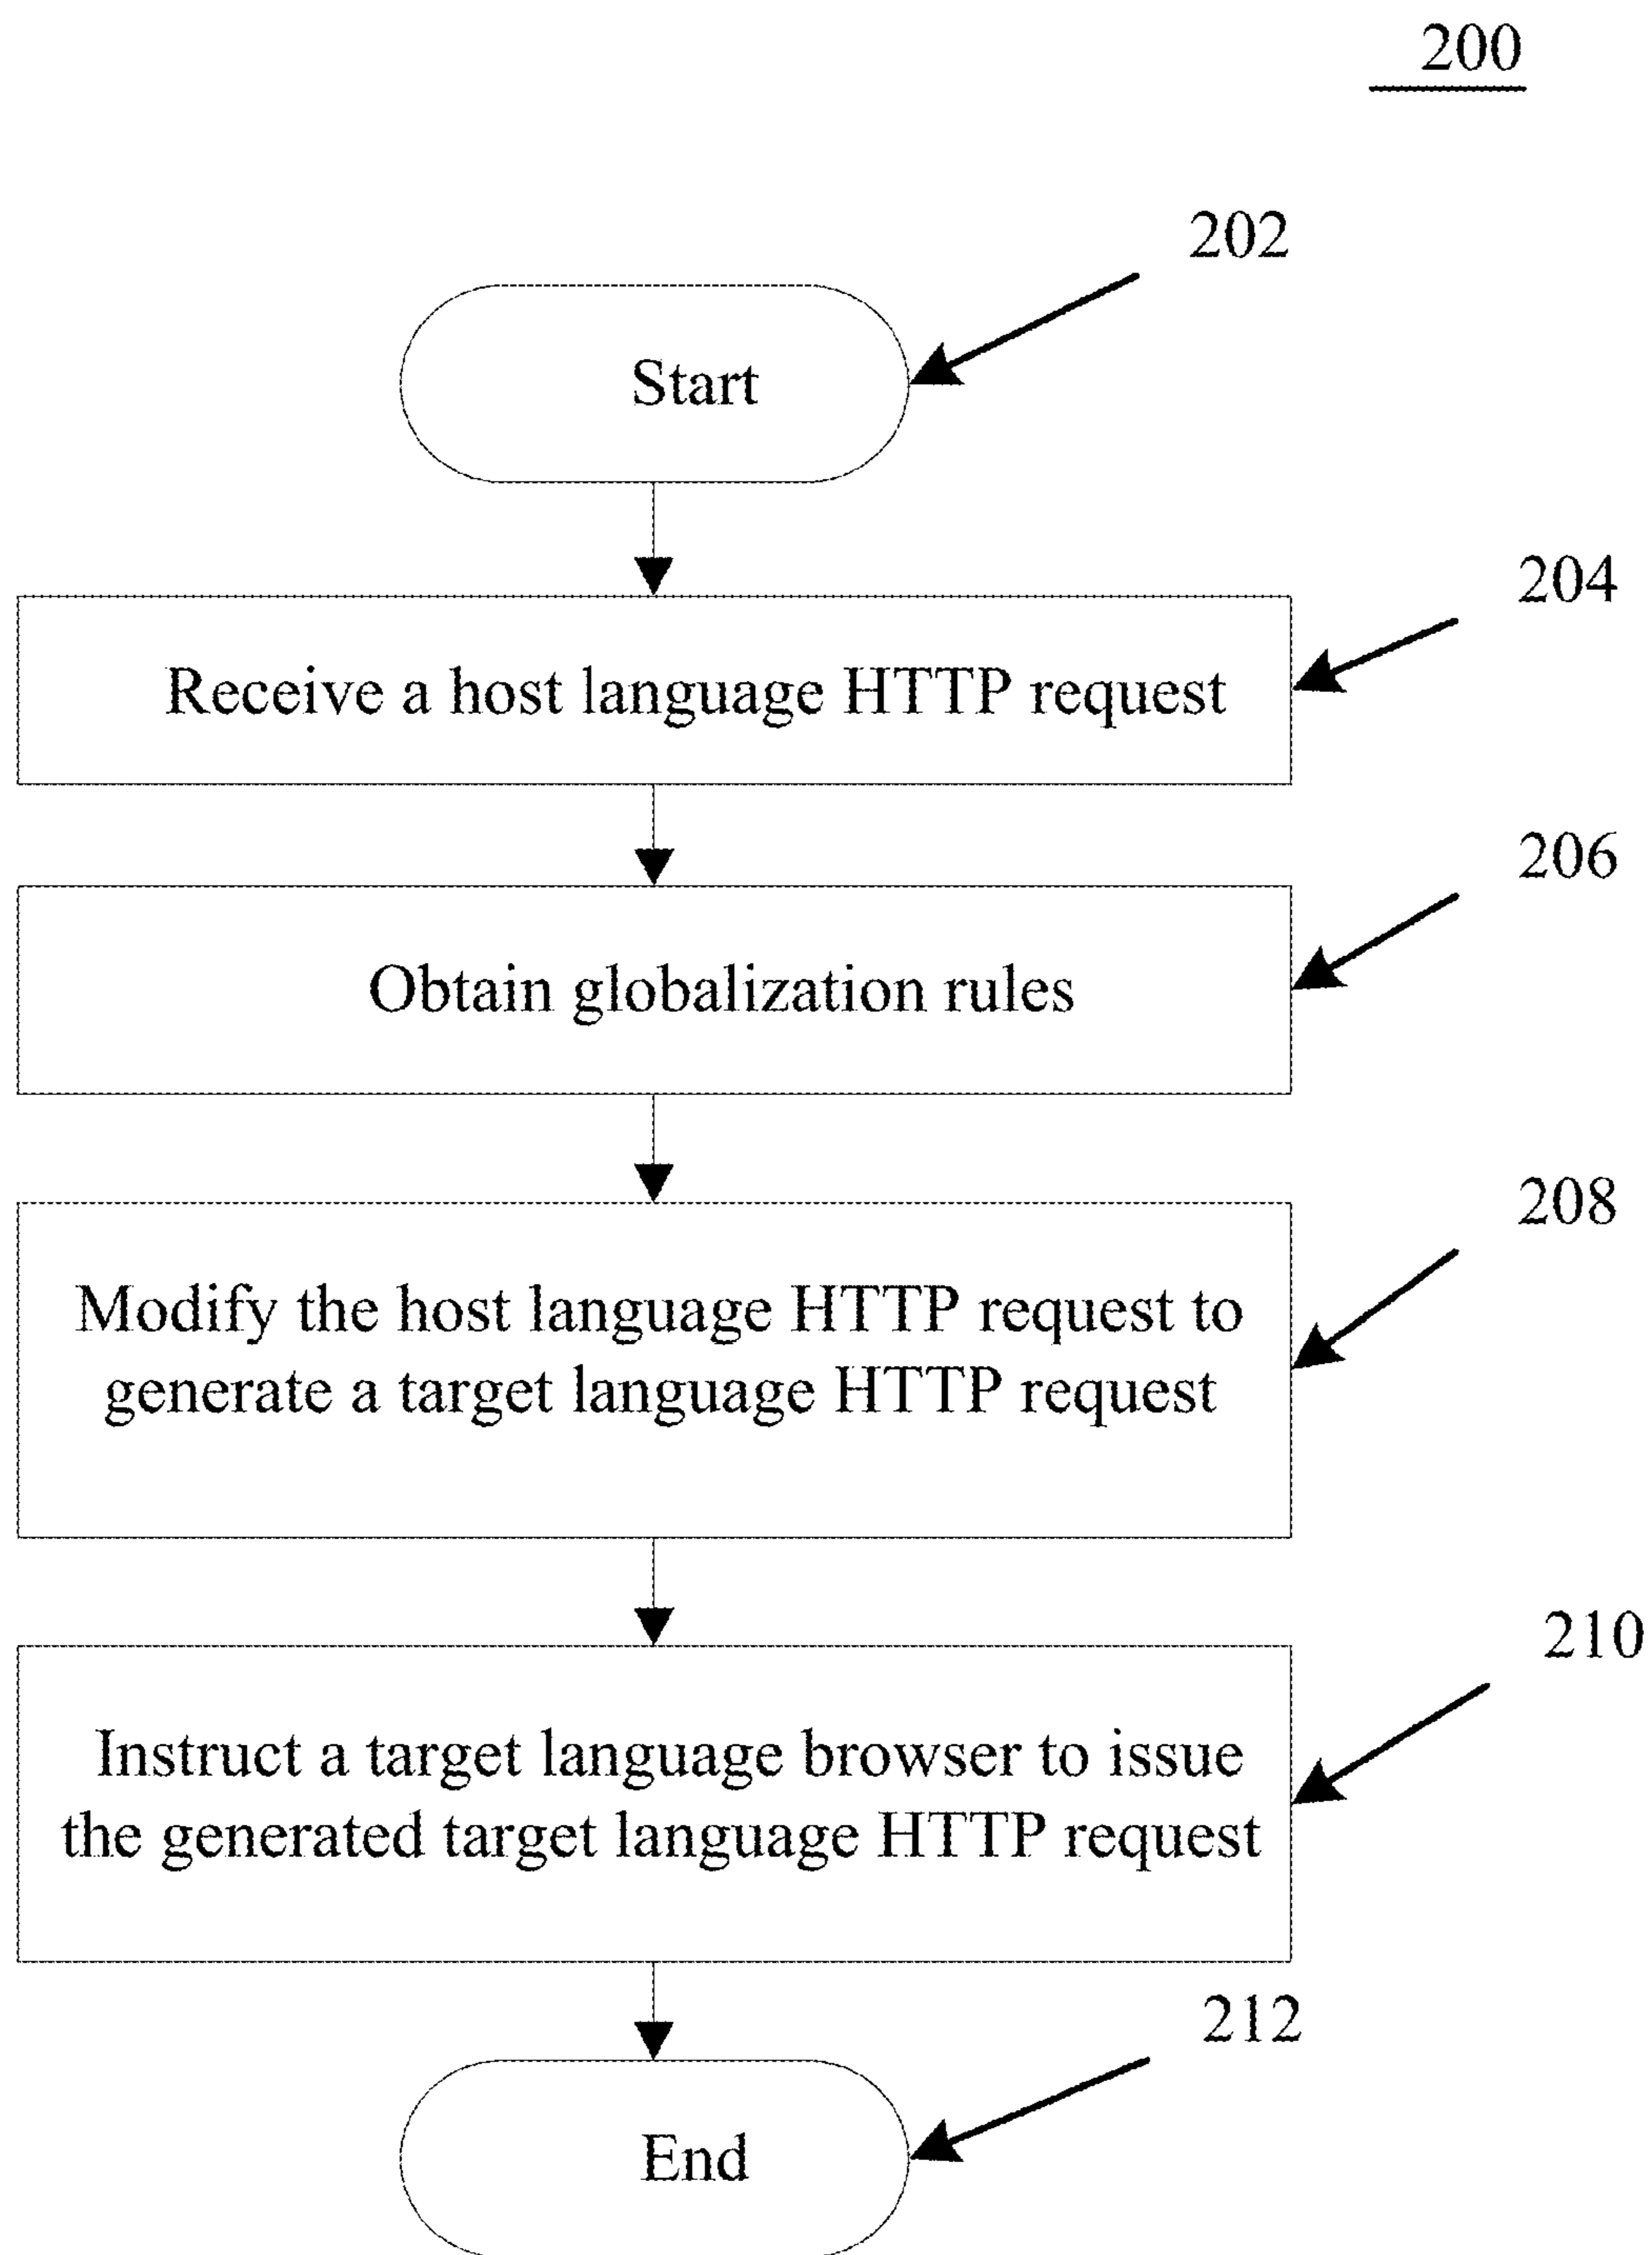 200
202
Start
204
Receive a host language HTTP request
206
Obtain globalization rules
208
Modify the host language HTTP request to
generate a target language HTTP request
210
Instruct a target language browser to issue
the generated target language HTTP request
212
End